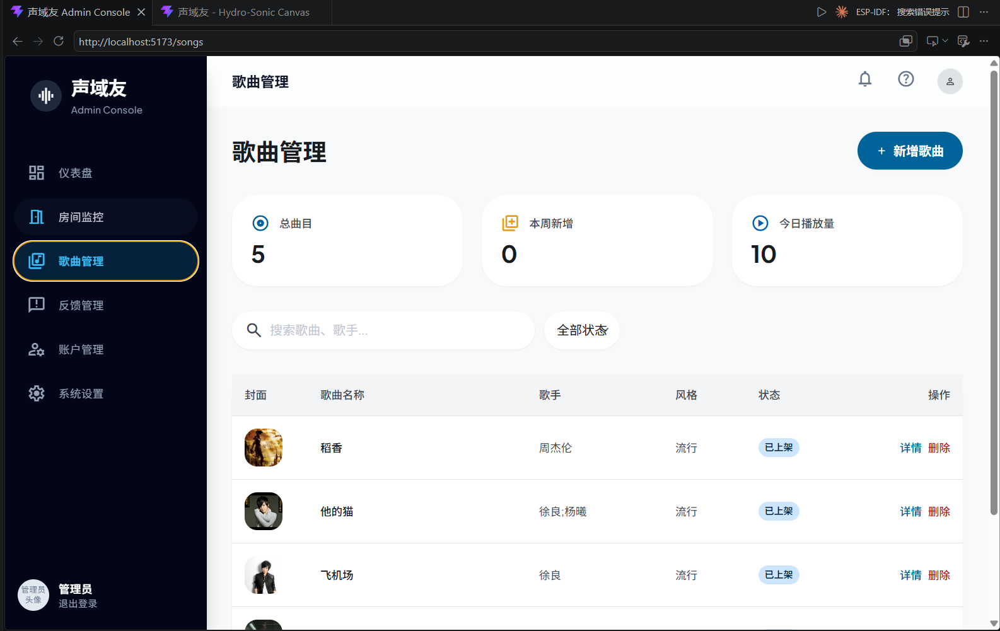 声域友 Admin Console
声域友 - Hydro-Sonic Canvas
ESP-IDF: 搜索错误提示
http://localhost:5173/songs
声域友
Admin Console
仪表盘
房间监控
歌曲管理
反馈管理
账户管理
系统设置
管理员
头像
管理员
退出登录
歌曲管理
歌曲管理
+ 新增歌曲
总曲目
5
本周新增
0
今日播放量
10
搜索歌曲、歌手...
全部状态
封面 歌曲名称 歌手 风格 状态 操作
稻香 周杰伦 流行 已上架 详情 删除
他的猫 徐良;杨曦 流行 已上架 详情 删除
飞机场 徐良 流行 已上架 详情 删除